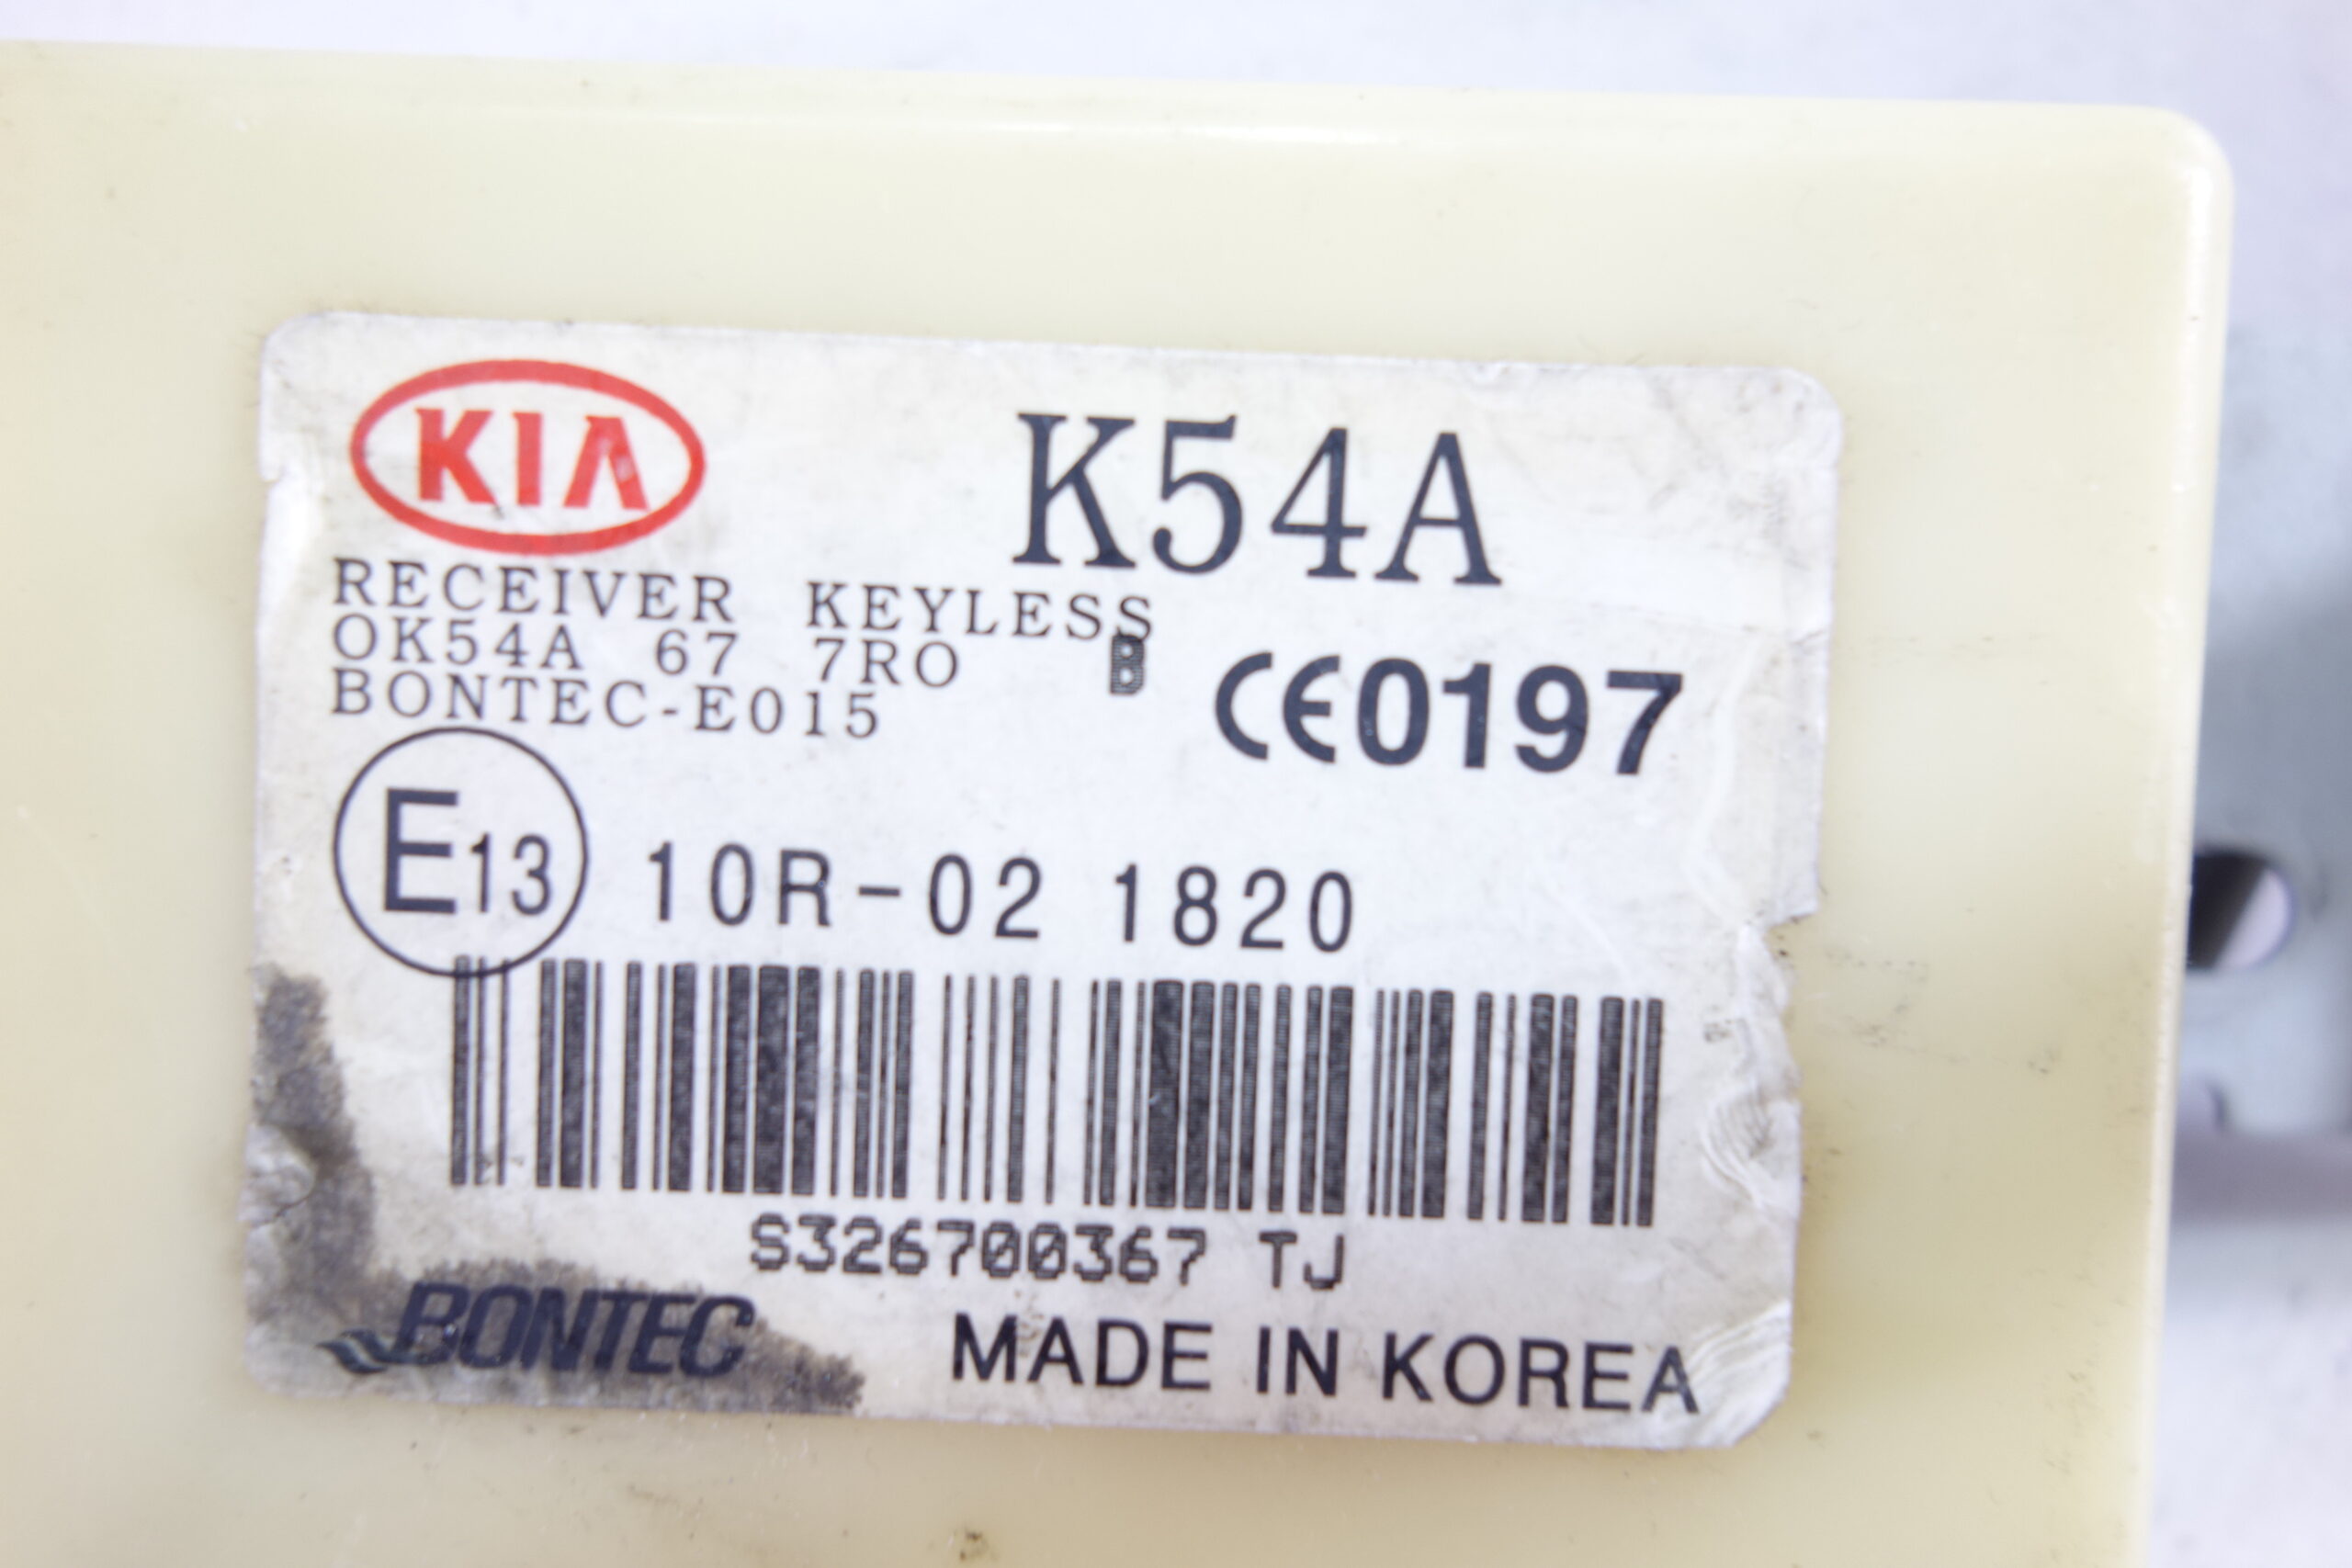 KIA
K54A
RECEIVER KEYLESS
OK54A 67 7RO B
BONTEC-E015
CE0197
E13 10R-02 1820
S326700367 TJ
BONTEC
MADE IN KOREA